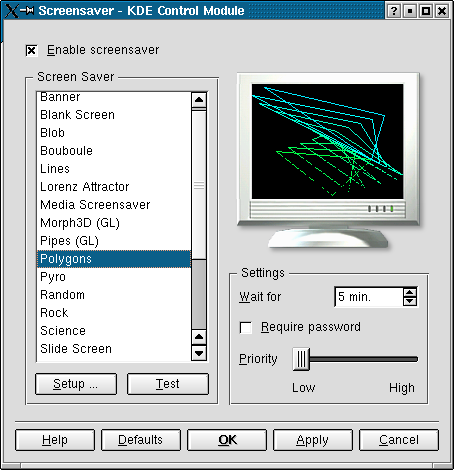 Screensaver - KDE Control Module
Enable screensaver
Screen Saver
Banner
Blank Screen
Blob
Bouboule
Lines
Lorenz Attractor
Media Screensaver
Morph3D (GL)
Pipes (GL)
Polygons
Pyro
Random
Rock
Science
Slide Screen
Setup ...
Test
Settings
Wait for
5 min.
Require password
Priority
Low
High
Help
Defaults
OK
Apply
Cancel